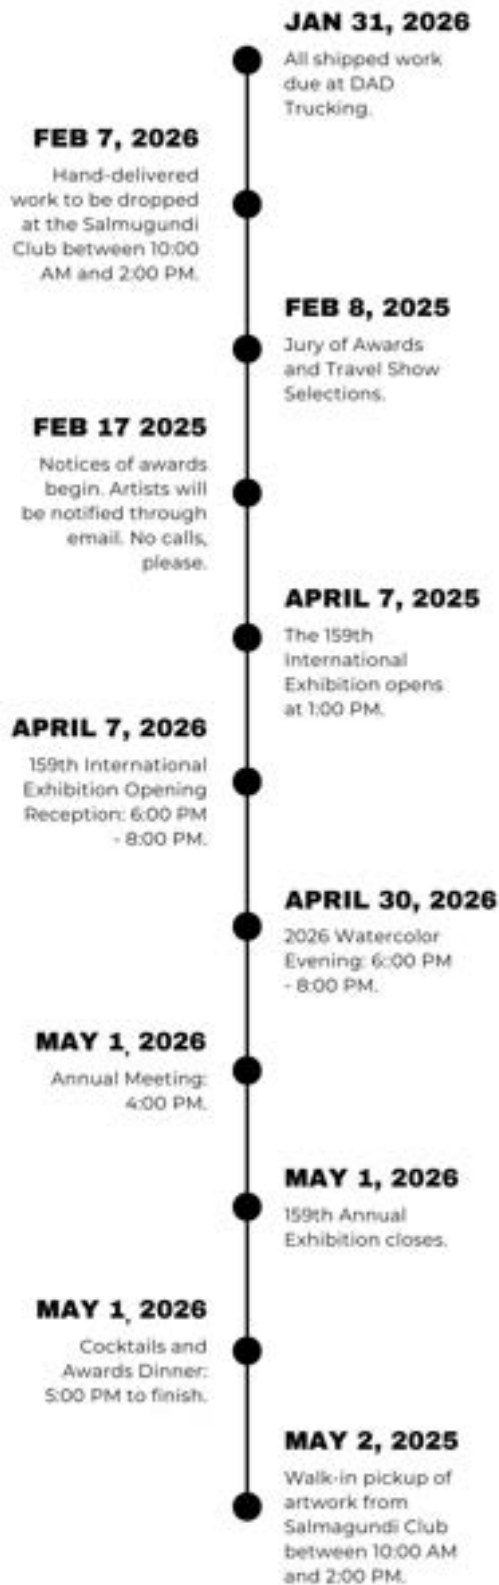 JAN 31, 2026
All shipped work
due at DAD
Trucking.
FEB 7, 2026
Hand-delivered
work to be dropped
at the Salmugundi
Club between 10:00
AM and 2:00 PM.
FEB 8, 2025
Jury of Awards
and Travel Show
Selections.
FEB 17 2025
Notices of awards
begin. Artists will
be notified through
email. No calls,
please.
APRIL 7, 2025
The 159th
International
Exhibition opens
at 1:00 PM.
APRIL 7, 2026
159th International
Exhibition Opening
Reception: 6:00 PM
- 8:00 PM.
APRIL 30, 2026
2026 Watercolor
Evening: 6::00 PM
- 8:00 PM.
MAY 1, 2026
Annual Meeting:
4:00 PM.
MAY 1, 2026
159th Annual
Exhibition closes.
MAY 1, 2026
Cocktails and
Awards Dinner:
5:00 PM to finish.
MAY 2, 2025
Walk-in pickup of
artwork from
Salmagundi Club
between 10:00 AM
and 2:00 PM.